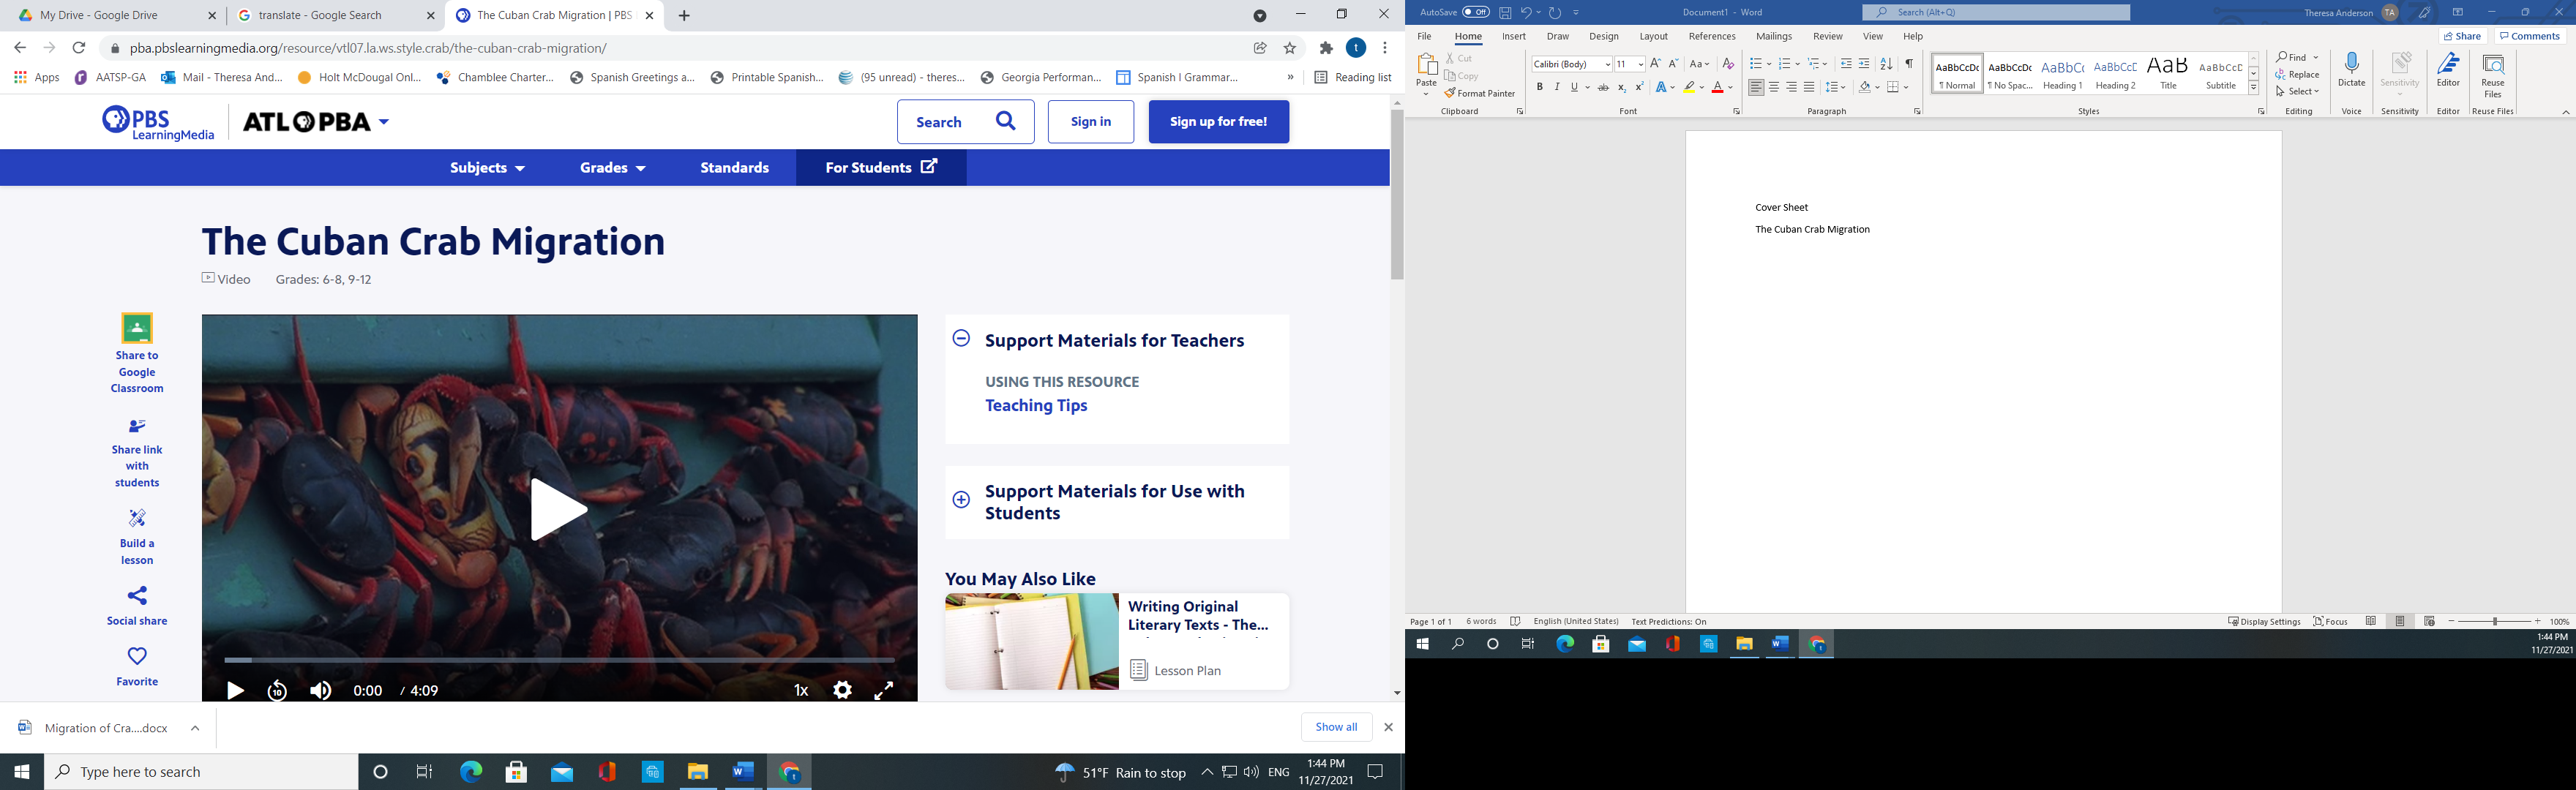 My Drive - Google Drive
translate - Google Search
The Cuban Crab Migration | PBS
pba.pbslearningmedia.org/resource/vtl07.la.ws.style.crab/the-cuban-crab-migration/
Apps
AATSP-GA
Mail - Theresa And...
Holt McDougal Onl...
Chamblee Charter...
Spanish Greetings a...
Printable Spanish...
(95 unread) - theres...
Georgia Performan...
Spanish I Grammar...
»
Reading list
PBS
LearningMedia
ATL PBA
Search
Sign in
Sign up for free!
Subjects
Grades
Standards
For Students
The Cuban Crab Migration
Video
Grades: 6-8, 9-12
Share to
Google
Classroom
Share link
with
students
Build a
lesson
Social share
Favorite
0:00 / 4:09
1x
Support Materials for Teachers
USING THIS RESOURCE
Teaching Tips
Support Materials for Use with
Students
You May Also Like
Writing Original
Literary Texts - The...
Lesson Plan
Migration of Cra....docx
Show all
Type here to search
51°F Rain to stop
ENG
1:44 PM
11/27/2021
AutoSave Off
Document1 - Word
Search (Alt+Q)
Theresa Anderson
TA
File
Home
Insert
Draw
Design
Layout
References
Mailings
Review
View
Help
Share
Comments
Paste
Cut
Copy
Format Painter
Clipboard
Calibri (Body)
11
Font
Paragraph
AaBbCcDc
¶ Normal
AaBbCcDc
¶ No Spac...
AaBbCc
Heading 1
AaBbCcD
Heading 2
AaB
Title
AaBbCcD
Subtitle
Styles
Find
Replace
Select
Editing
Dictate
Voice
Sensitivity
Sensitivity
Editor
Editor
Reuse
Files
Reuse Files
Cover Sheet
The Cuban Crab Migration
Page 1 of 1
6 words
English (United States)
Text Predictions: On
Display Settings
Focus
100%
1:44 PM
11/27/2021